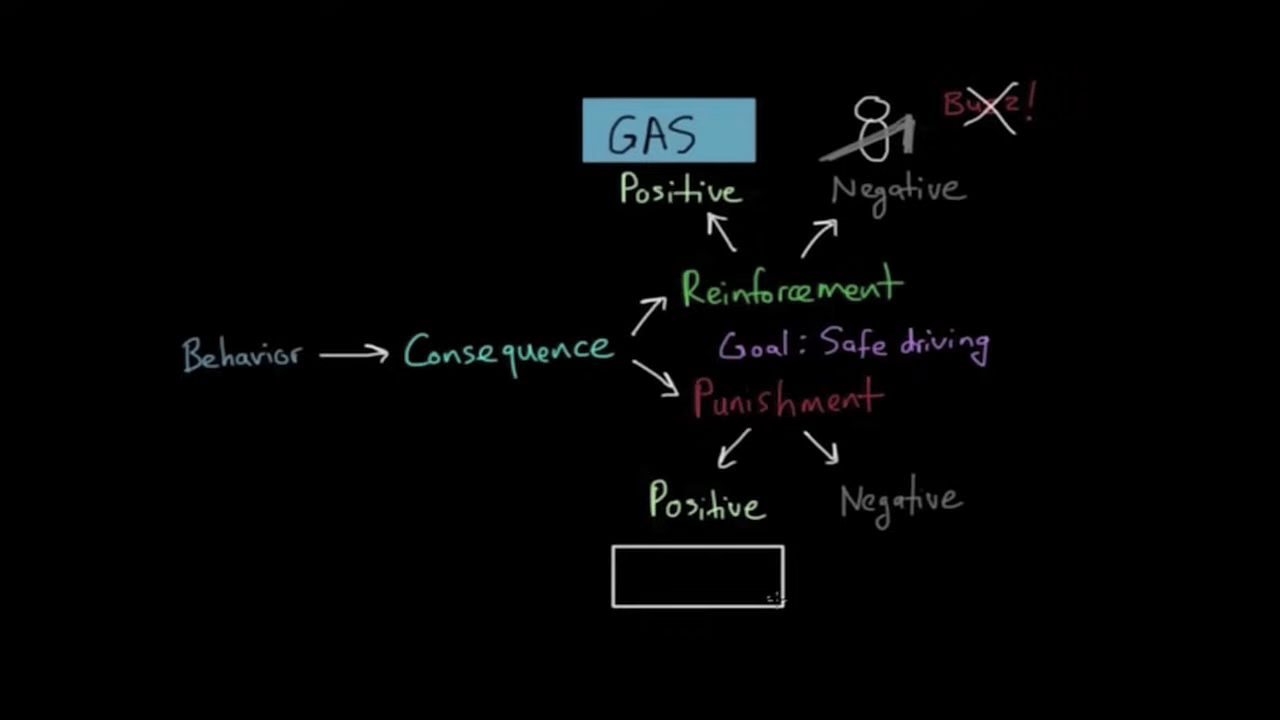 GAS
Buzz!
Positive
Negative
Reinforcement
Goal: Safe driving
Behavior
Consequence
Punishment
Positive
Negative